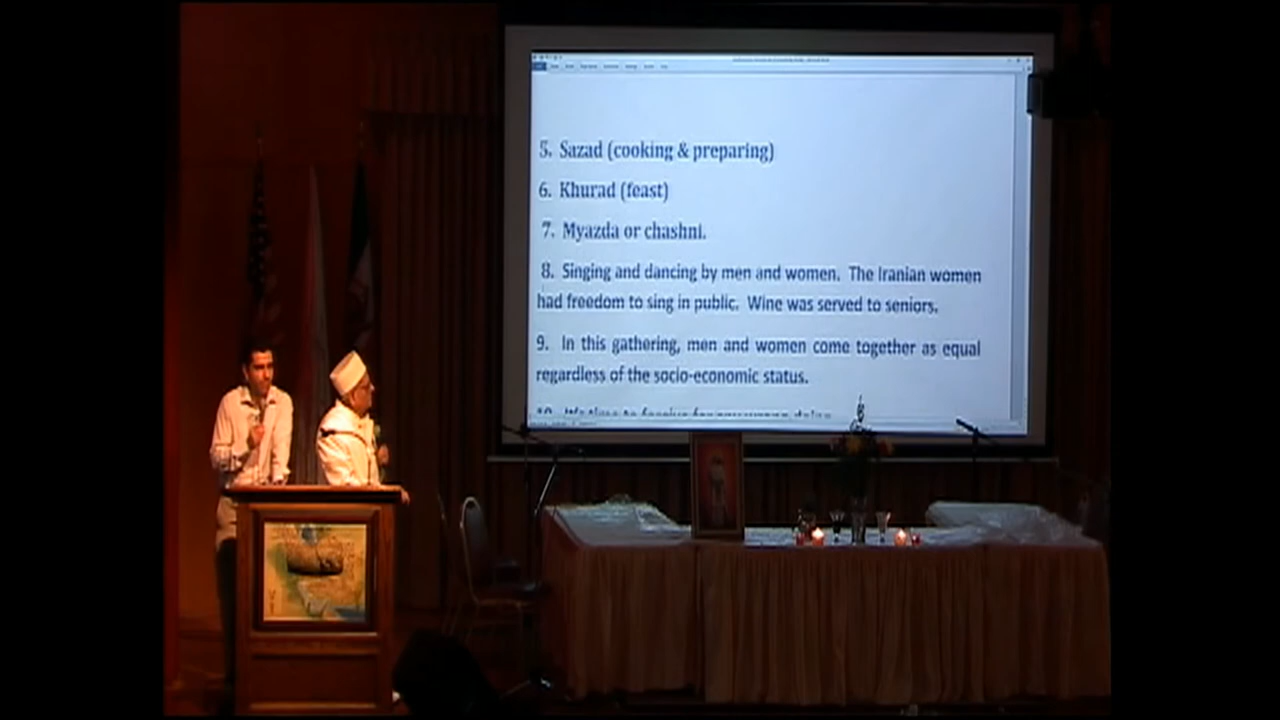 5. Sazad (cooking & preparing)
6. Khurad (feast)
7. Myazda or chashni.
8. Singing and dancing by men and women. The Iranian women
had freedom to sing in public. Wine was served to seniors.
9. In this gathering, men and women come together as equal
regardless of the socio-economic status.